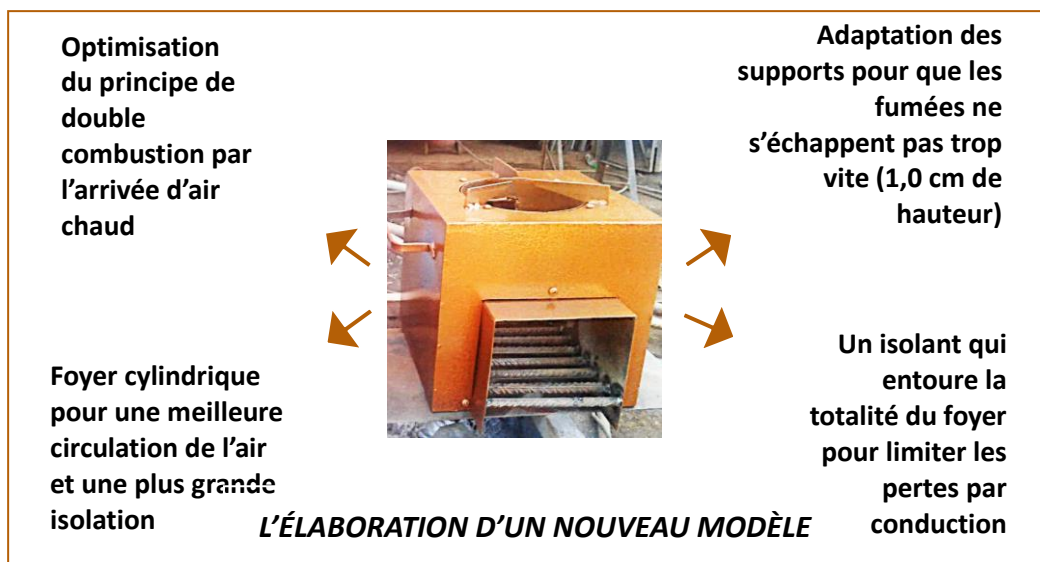 Optimisation
du principe de
double
combustion par
l’arrivée d’air
chaud
Adaptation des
supports pour que les
fumées ne
s’échappent pas trop
vite (1,0 cm de
hauteur)
Foyer cylindrique
pour une meilleure
circulation de l’air
et une plus grande
isolation
Un isolant qui
entoure la
totalité du foyer
pour limiter les
pertes par
conduction
L’ÉLABORATION D’UN NOUVEAU MODÈLE